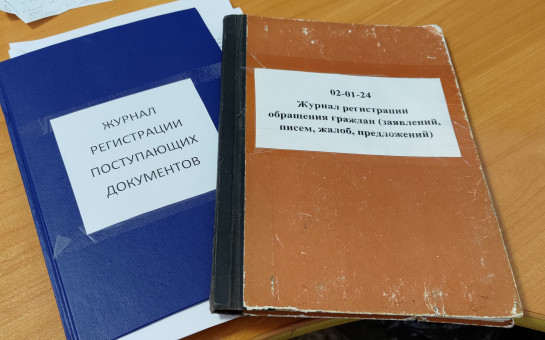 ЖУРНАЛ
РЕГИСТРАЦИИ
ПОСТУПАЮЩИХ
ДОКУМЕНТОВ
02-01-24
Журнал регистрации
обращения граждан (заявлений,
писем, жалоб, предложений)